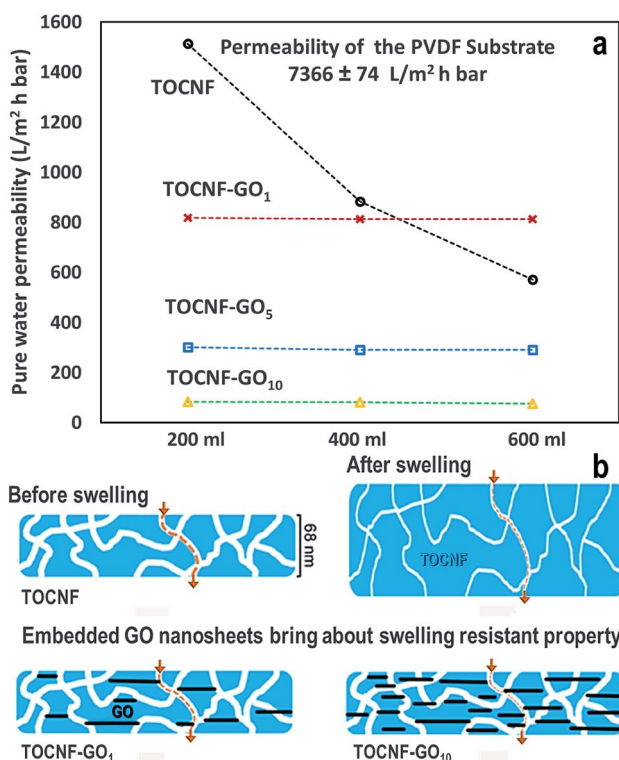 a
Permeability of the PVDF Substrate
7366 ± 74 L/m² h bar)
Pure water permeability (L/m² h bar)
1600
1400
1200
1000
800
600
400
200
0
TOCNF
TOCNF-GO₁
TOCNF-GO₅
TOCNF-GO₁₀
200 ml
400 ml
600 ml
b
Before swelling
After swelling
68 nm
TOCNF
TOCNF
Embedded GO nanosheets bring about swelling resistant property
GO
TOCNF-GO₁
TOCNF-GO₁₀